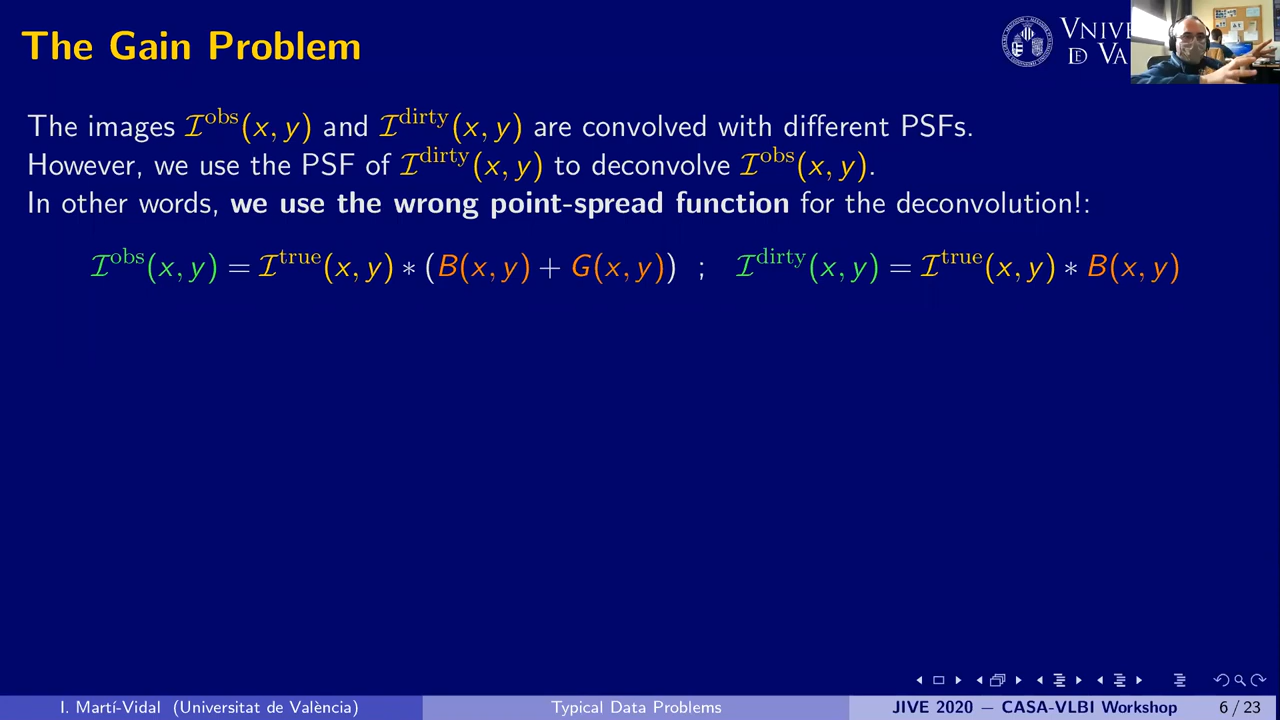 The Gain Problem
VNIVE
D VA
The images 𝓘^obs(x, y) and 𝓘^dirty(x, y) are convolved with different PSFs.
However, we use the PSF of 𝓘^dirty(x, y) to deconvolve 𝓘^obs(x, y).
In other words, we use the wrong point-spread function for the deconvolution!:
𝓘^obs(x, y) = 𝓘^true(x, y) ∗ (B(x, y) + G(x, y)) ; 𝓘^dirty(x, y) = 𝓘^true(x, y) ∗ B(x, y)
I. Martí-Vidal (Universitat de València) Typical Data Problems JIVE 2020 − CASA-VLBI Workshop 6 / 23